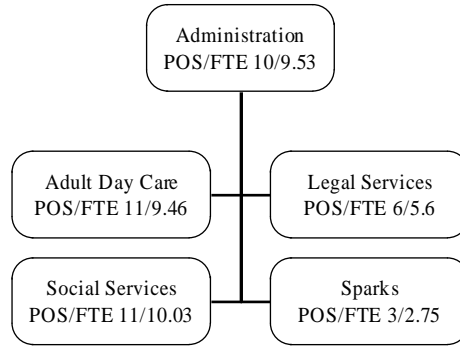 Administration
POS/FTE 10/9.53
Adult Day Care
POS/FTE 11/9.46
Legal Services
POS/FTE 6/5.6
Social Services
POS/FTE 11/10.03
Sparks
POS/FTE 3/2.75